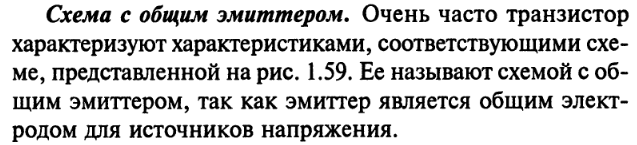 Схема с общим эмиттером. Очень часто транзистор
характеризуют характеристиками, соответствующими схе-
ме, представленной на рис. 1.59. Ее называют схемой с об-
щим эмиттером, так как эмиттер является общим элект-
родом для источников напряжения.